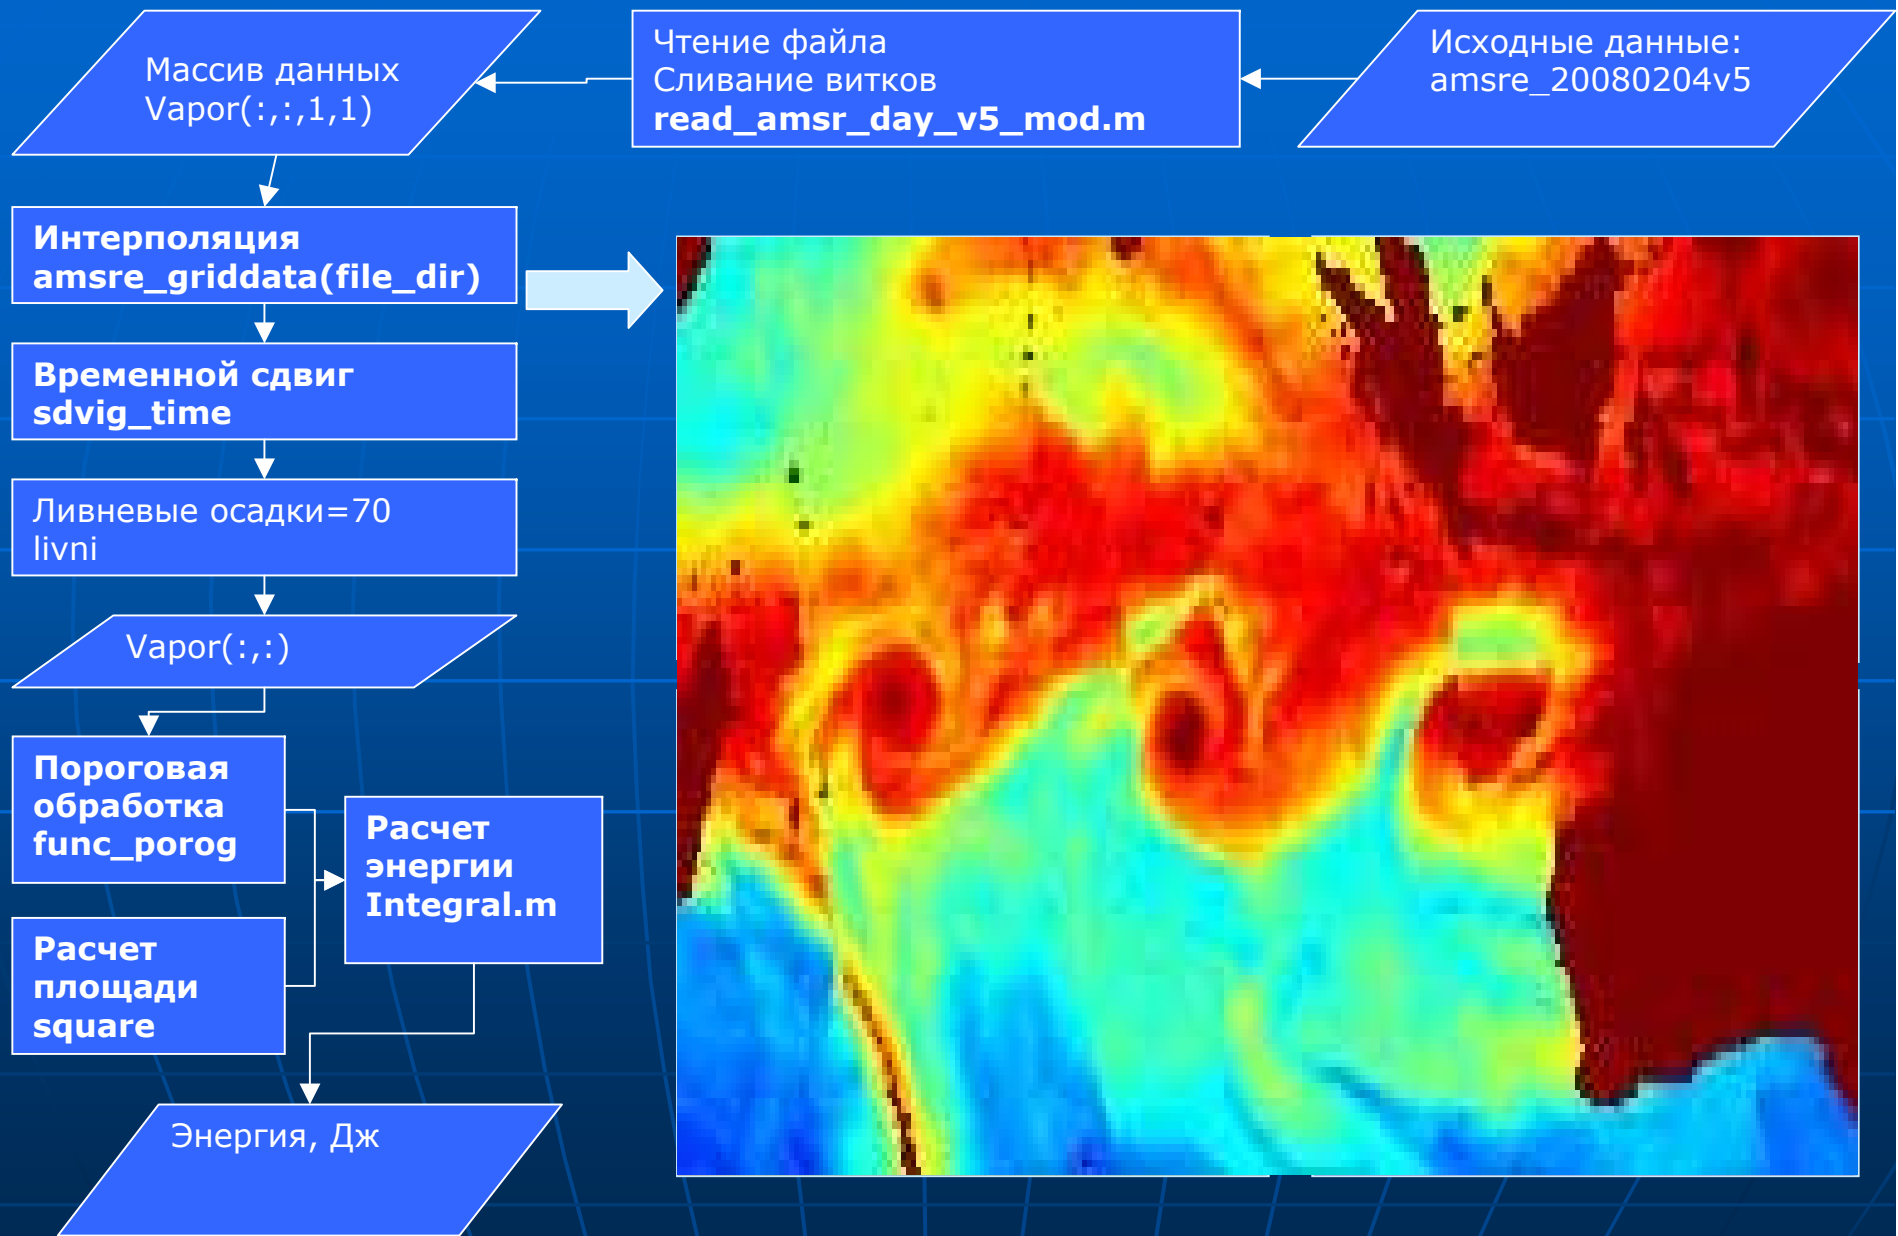 Массив данных
Vapor(:,:,1,1)
Чтение файла
Сливание витков
read_amsr_day_v5_mod.m
Исходные данные:
amsre_20080204v5
Интерполяция
amsre_griddata(file_dir)
Временной сдвиг
sdvig_time
Ливневые осадки=70
livni
Vapor(:,:)
Пороговая
обработка
func_porog
Расчет
энергии
Integral.m
Расчет
площади
square
Энергия, Дж